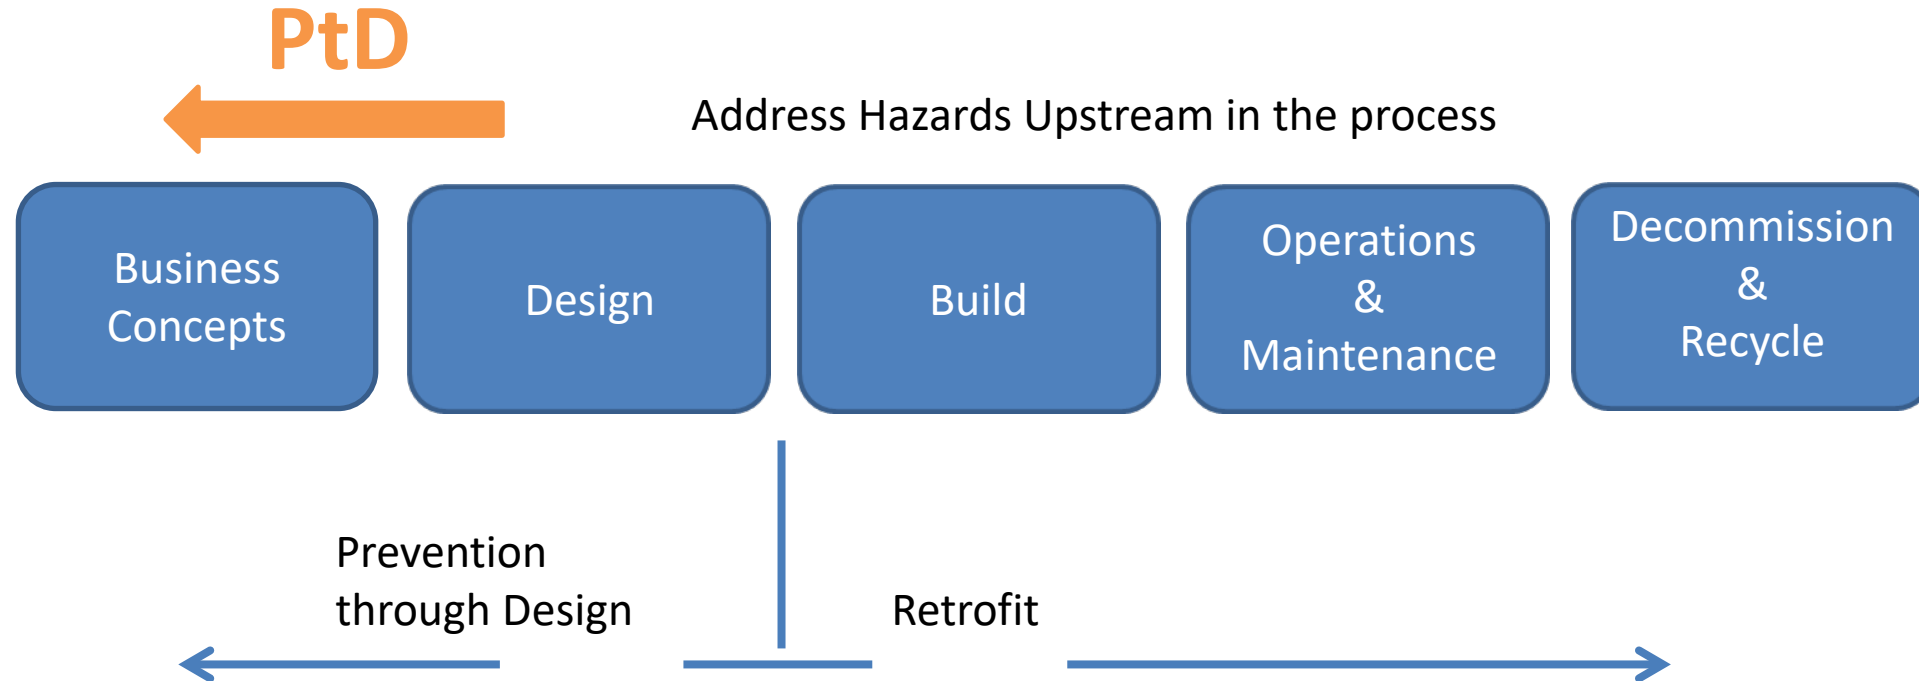 PtD
Address Hazards Upstream in the process
Business
Concepts
Design
Build
Operations
&
Maintenance
Decommission
&
Recycle
Prevention
through Design
Retrofit